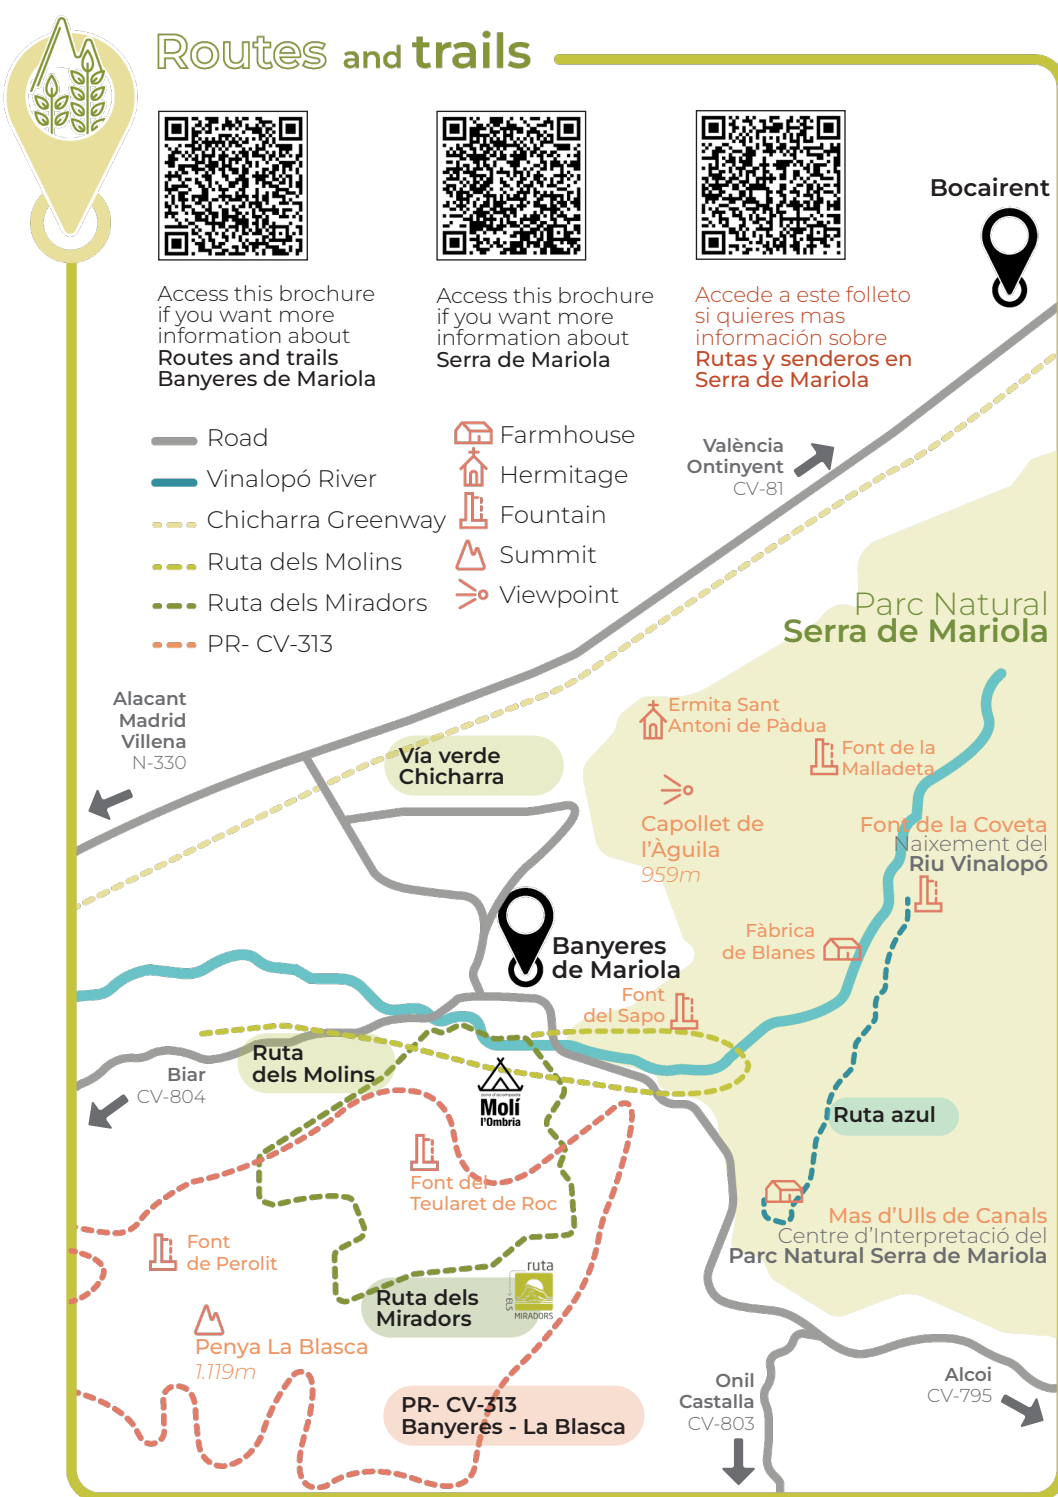 Routes and trails
Access this brochure
if you want more
information about
Routes and trails
Banyeres de Mariola
Access this brochure
if you want more
information about
Serra de Mariola
Accede a este folleto
si quieres mas
información sobre
Rutas y senderos en
Serra de Mariola
Bocairent
Road
Vinalopó River
Chicharra Greenway
Ruta dels Molins
Ruta dels Miradors
PR- CV-313
Farmhouse
Hermitage
Fountain
Summit
Viewpoint
València
Ontinyent
CV-81
Parc Natural
Serra de Mariola
Alacant
Madrid
Villena
N-330
Vía verde
Chicharra
Ermita Sant
Antoni de Pàdua
Font de la
Malladeta
Capollet de
l'Àguila
959m
Font de la Coveta
Naixement del
Riu Vinalopó
Fàbrica
de Blanes
Banyeres
de Mariola
Font
del Sapo
Ruta
dels Molins
Biar
CV-804
Molí
l'Ombria
Ruta azul
Font del
Teularet de Roc
Mas d'Ulls de Canals
Centre d'Interpretació del
Parc Natural Serra de Mariola
Font
de Perolit
ruta
ELS
MIRADORS
Ruta dels
Miradors
Penya La Blasca
1.119m
PR- CV-313
Banyeres - La Blasca
Onil
Castalla
CV-803
Alcoi
CV-795